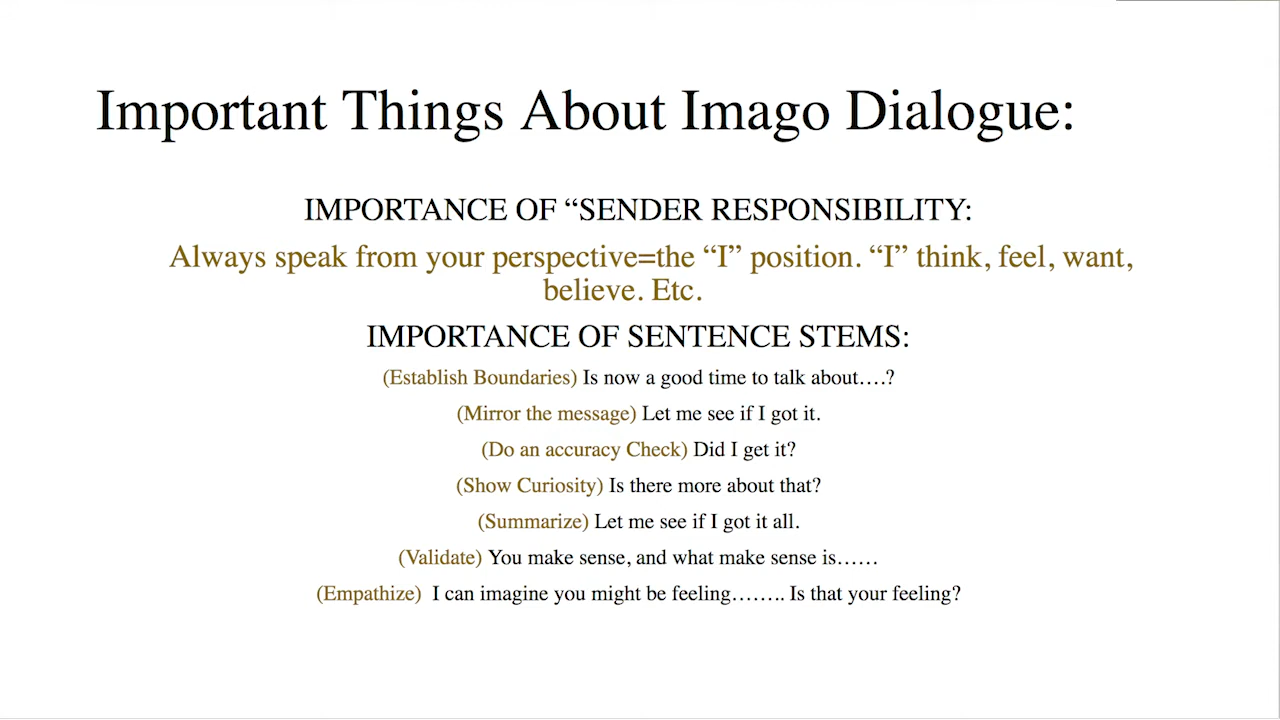 Important Things About Imago Dialogue:
IMPORTANCE OF “SENDER RESPONSIBILITY:
Always speak from your perspective=the “I” position. “I” think, feel, want,
believe. Etc.
IMPORTANCE OF SENTENCE STEMS:
(Establish Boundaries) Is now a good time to talk about….?
(Mirror the message) Let me see if I got it.
(Do an accuracy Check) Did I get it?
(Show Curiosity) Is there more about that?
(Summarize) Let me see if I got it all.
(Validate) You make sense, and what make sense is……
(Empathize)  I can imagine you might be feeling…….. Is that your feeling?